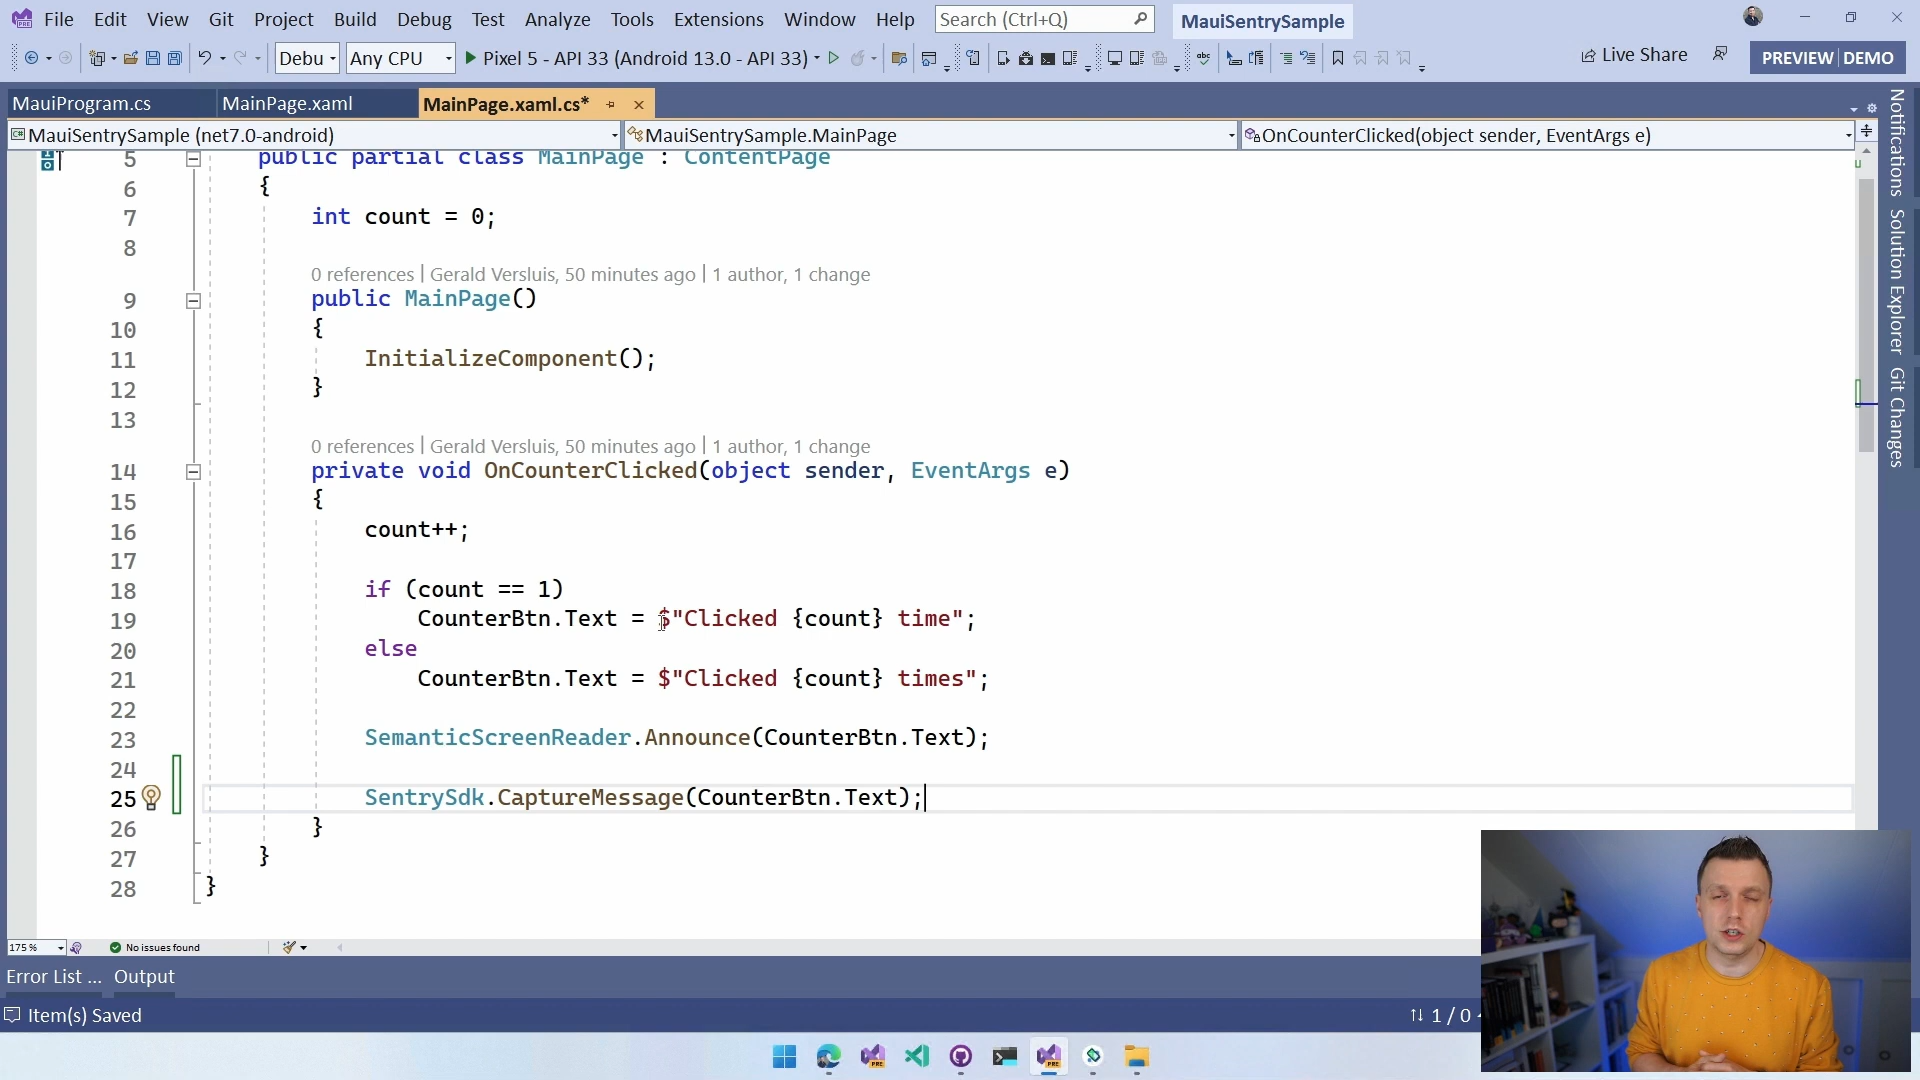 File Edit View Git Project Build Debug Test Analyze Tools Extensions Window Help Search (Ctrl+Q) MauiSentrySample
Debu Any CPU Pixel 5 - API 33 (Android 13.0 - API 33) Live Share PREVIEW DEMO
MauiProgram.cs MainPage.xaml MainPage.xaml.cs*
MauiSentrySample (net7.0-android) MauiSentrySample.MainPage OnCounterClicked(object sender, EventArgs e)
5 public partial class MainPage : ContentPage
6 {
7 int count = 0;
8
0 references | Gerald Versluis, 50 minutes ago | 1 author, 1 change
9 public MainPage()
10 {
11 InitializeComponent();
12 }
13
0 references | Gerald Versluis, 50 minutes ago | 1 author, 1 change
14 private void OnCounterClicked(object sender, EventArgs e)
15 {
16 count++;
17
18 if (count == 1)
19 CounterBtn.Text = $"Clicked {count} time";
20 else
21 CounterBtn.Text = $"Clicked {count} times";
22
23 SemanticScreenReader.Announce(CounterBtn.Text);
24
25 SentrySdk.CaptureMessage(CounterBtn.Text);
26 }
27 }
28 }
Notifications
Solution Explorer
Git Changes
175 % No issues found
Error List ... Output
Item(s) Saved 1 / 0